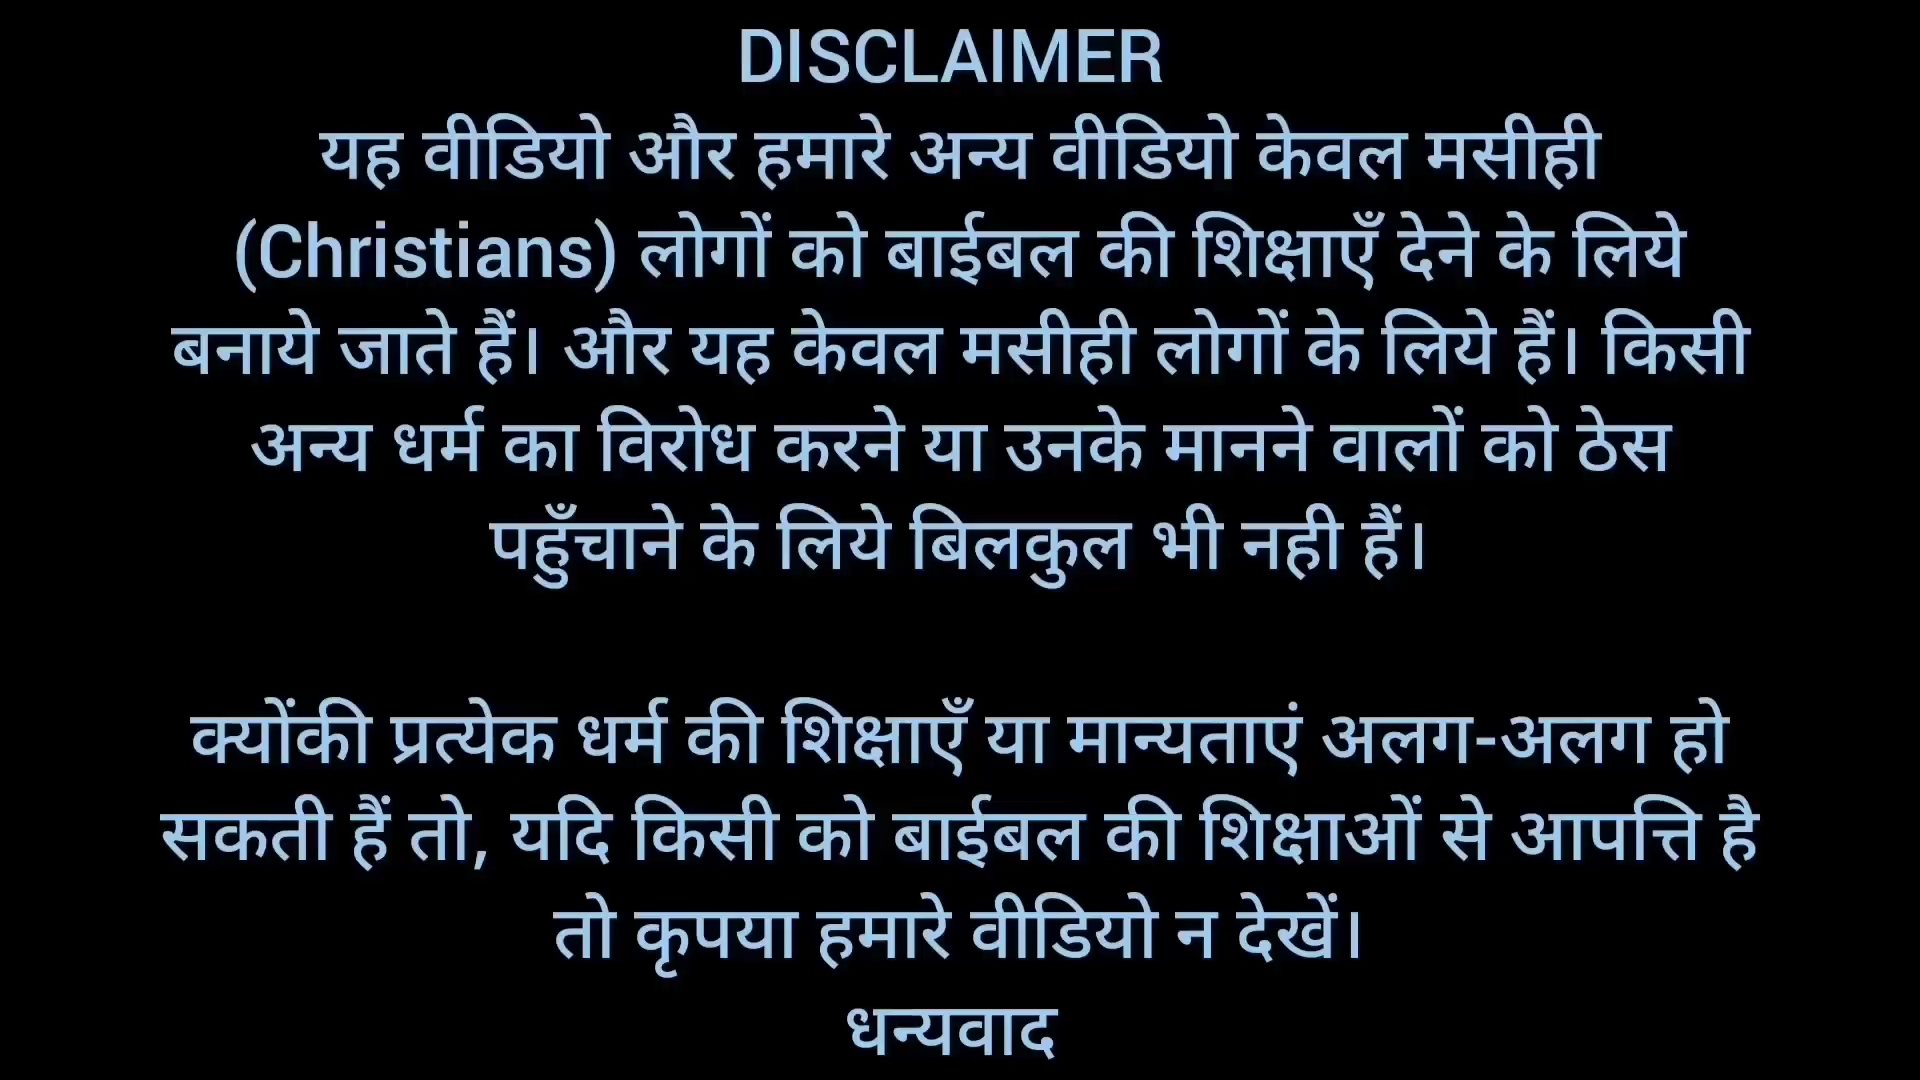 DISCLAIMER
यह वीडियो और हमारे अन्य वीडियो केवल मसीही
(Christians) लोगों को बाईबल की शिक्षाएँ देने के लिये
बनाये जाते हैं। और यह केवल मसीही लोगों के लिये हैं। किसी
अन्य धर्म का विरोध करने या उनके मानने वालों को ठेस
पहुँचाने के लिये बिलकुल भी नही हैं।
क्योंकी प्रत्येक धर्म की शिक्षाएँ या मान्यताएं अलग-अलग हो
सकती हैं तो, यदि किसी को बाईबल की शिक्षाओं से आपत्ति है
तो कृपया हमारे वीडियो न देखें।
धन्यवाद